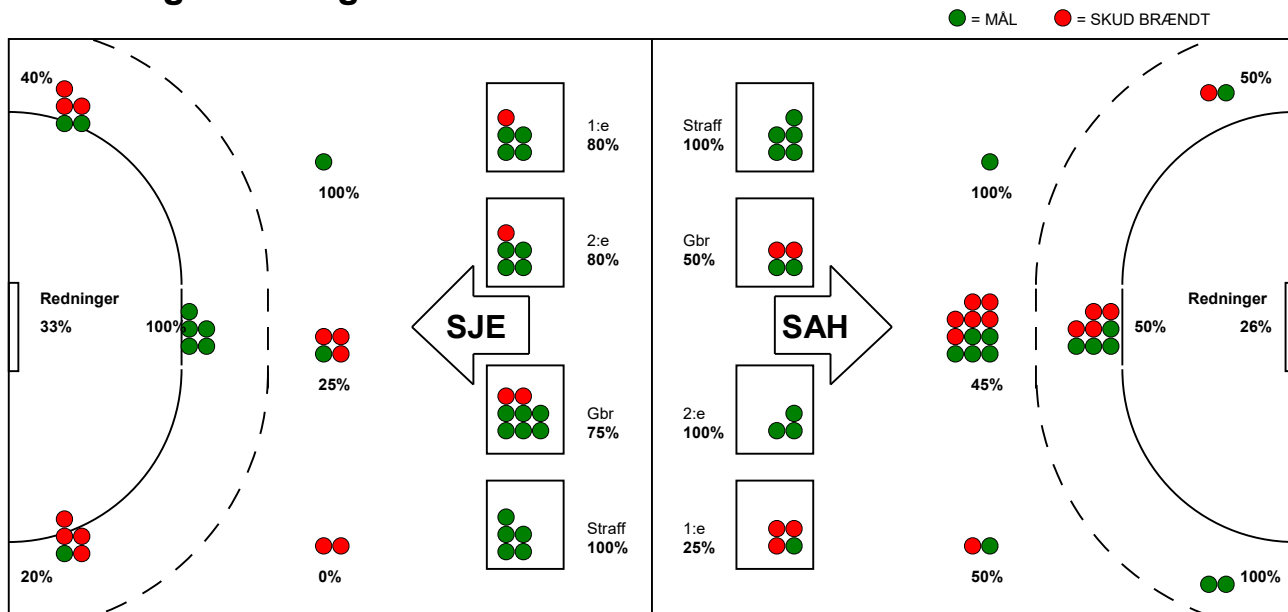 = MÅL = SKUD BRÆNDT
40%
50%
1:e
80%
Straff
100%
100%
100%
2:e
80%
Gbr
50%
Redninger
33%
100%
SJE
SAH
Redninger
26%
50%
25%
45%
Gbr
75%
2:e
100%
Straff
100%
1:e
25%
20%
0%
50%
100%